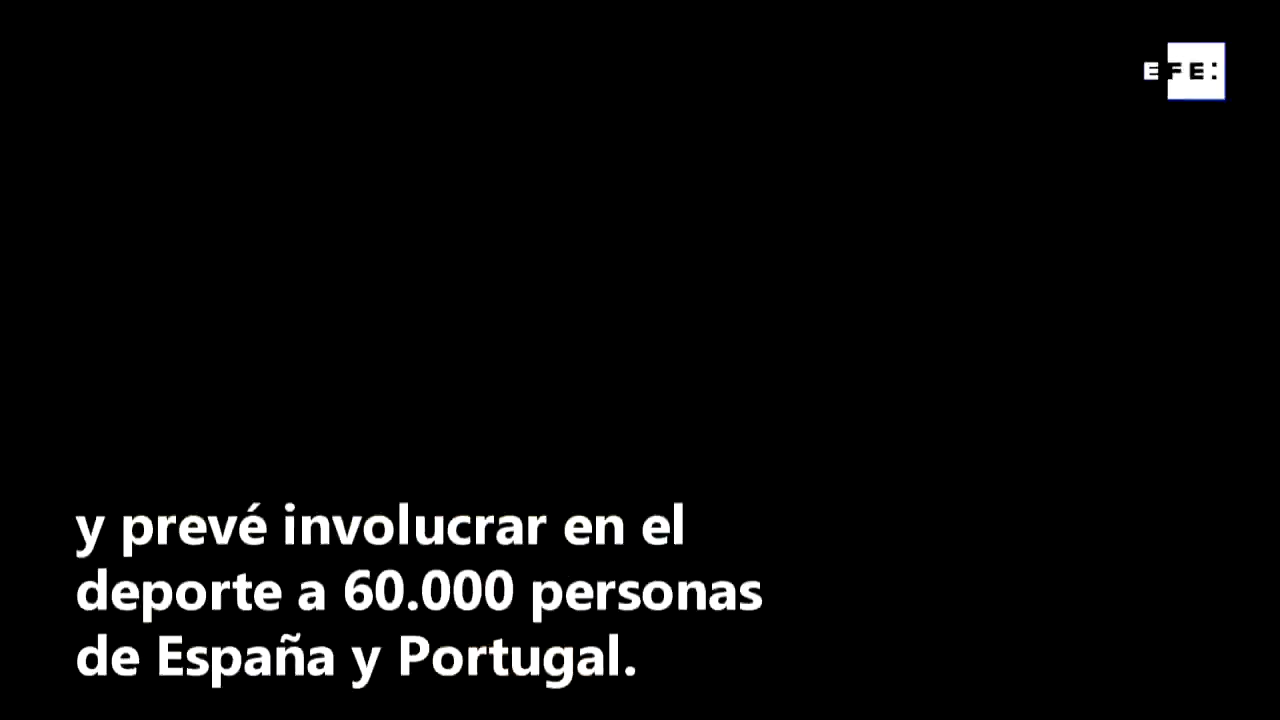 EFE:
y prevé involucrar en el
deporte a 60.000 personas
de España y Portugal.